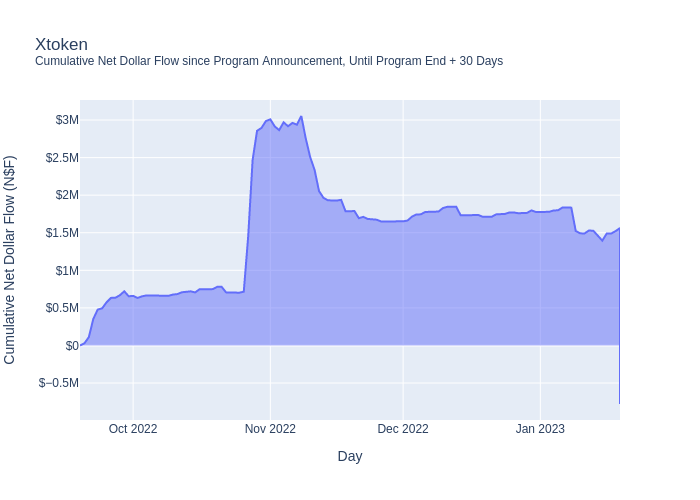 Xtoken
Cumulative Net Dollar Flow since Program Announcement, Until Program End + 30 Days
Cumulative Net Dollar Flow (N$F)
$3M
$2.5M
$2M
$1.5M
$1M
$0.5M
$0
$−0.5M
Oct 2022
Nov 2022
Dec 2022
Jan 2023
Day